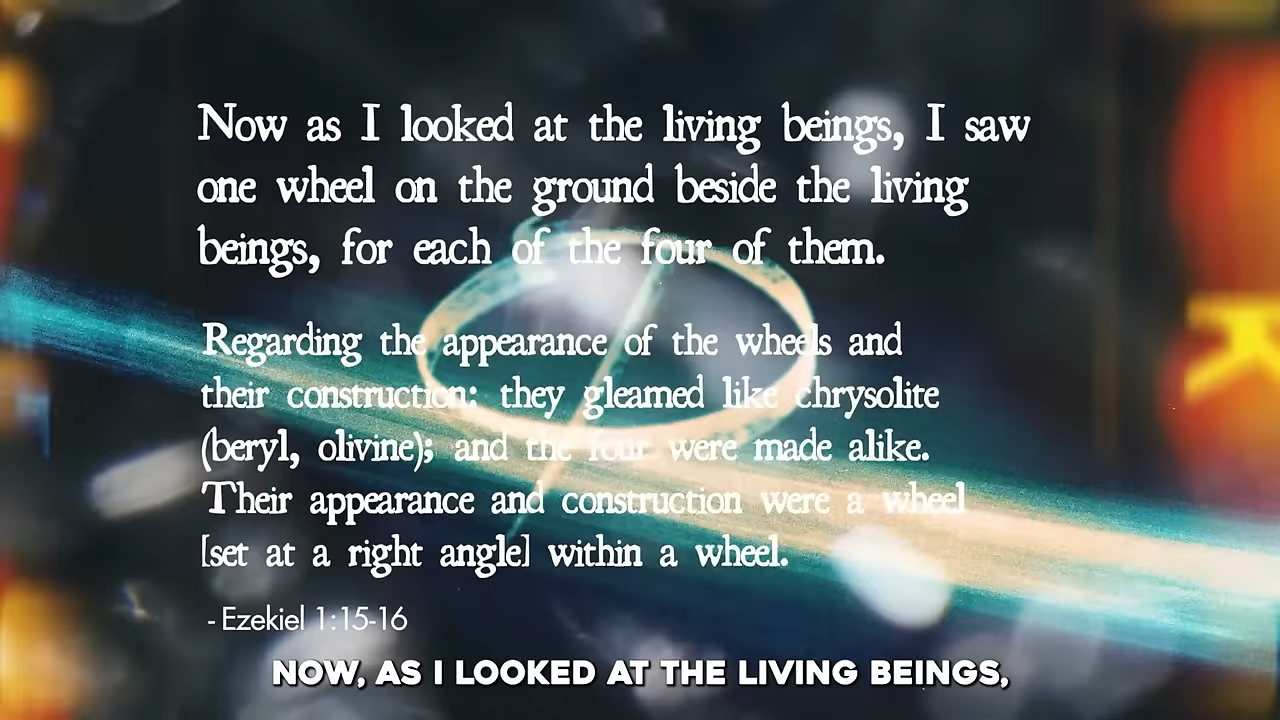 Now as I looked at the living beings, I saw
one wheel on the ground beside the living
beings, for each of the four of them.
Regarding the appearance of the wheels and
their construction: they gleamed like chrysolite
(beryl, olivine); and the four were made alike.
Their appearance and construction were a wheel
[set at a right angle] within a wheel.
- Ezekiel 1:15-16
NOW, AS I LOOKED AT THE LIVING BEINGS,